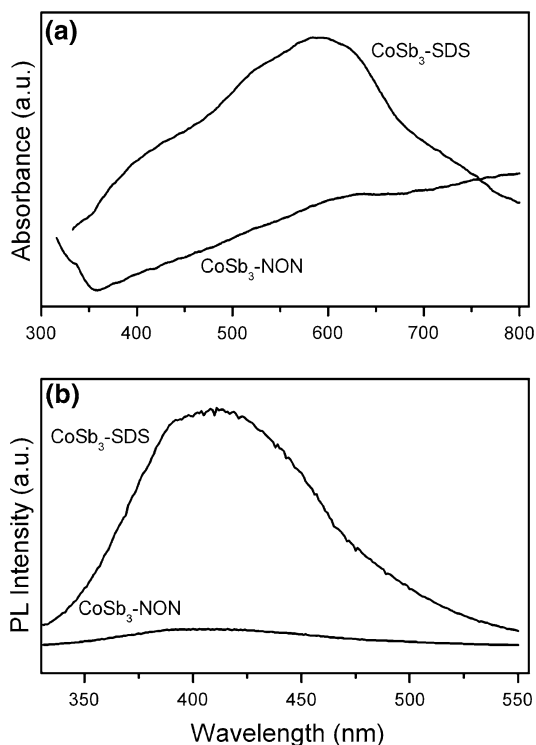 (a)
CoSb₃-SDS
CoSb₃-NON
Absorbance (a.u.)
300 400 500 600 700 800
(b)
CoSb₃-SDS
CoSb₃-NON
PL Intensity (a.u.)
350 400 450 500 550
Wavelength (nm)